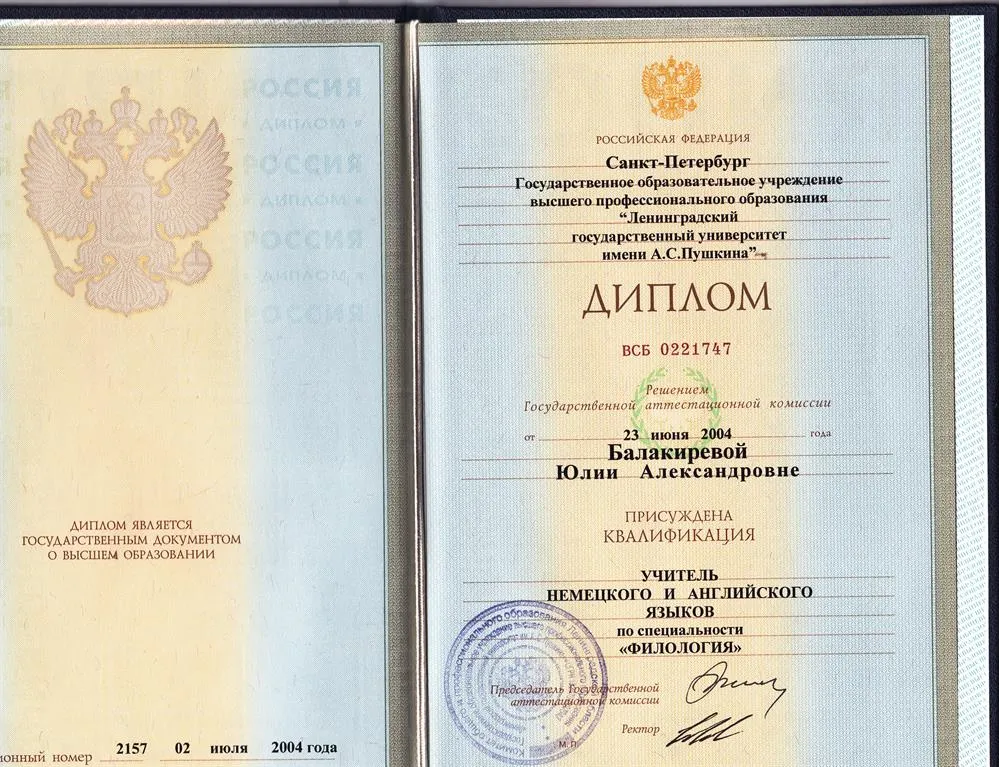 РОССИЯ
ДИПЛОМ
РОССИЯ
ДИПЛОМ
РОССИЯ
ДИПЛОМ
РОССИЯ
ДИПЛОМ ЯВЛЯЕТСЯ
ГОСУДАРСТВЕННЫМ ДОКУМЕНТОМ
О ВЫСШЕМ ОБРАЗОВАНИИ
номер 2157 02 июля 2004 года
РОССИЙСКАЯ ФЕДЕРАЦИЯ
Санкт-Петербург
Государственное образовательное учреждение
высшего профессионального образования
“Ленинградский
государственный университет
имени А.С.Пушкина”
ДИПЛОМ
ВСБ 0221747
Решением
Государственной аттестационной комиссии
от 23 июня 2004 года
Балакиревой
Юлии Александровне
ПРИСУЖДЕНА
КВАЛИФИКАЦИЯ
УЧИТЕЛЬ
НЕМЕЦКОГО И АНГЛИЙСКОГО
ЯЗЫКОВ
по специальности
«ФИЛОЛОГИЯ»
Председатель Государственной
аттестационной комиссии
Ректор
М.П.